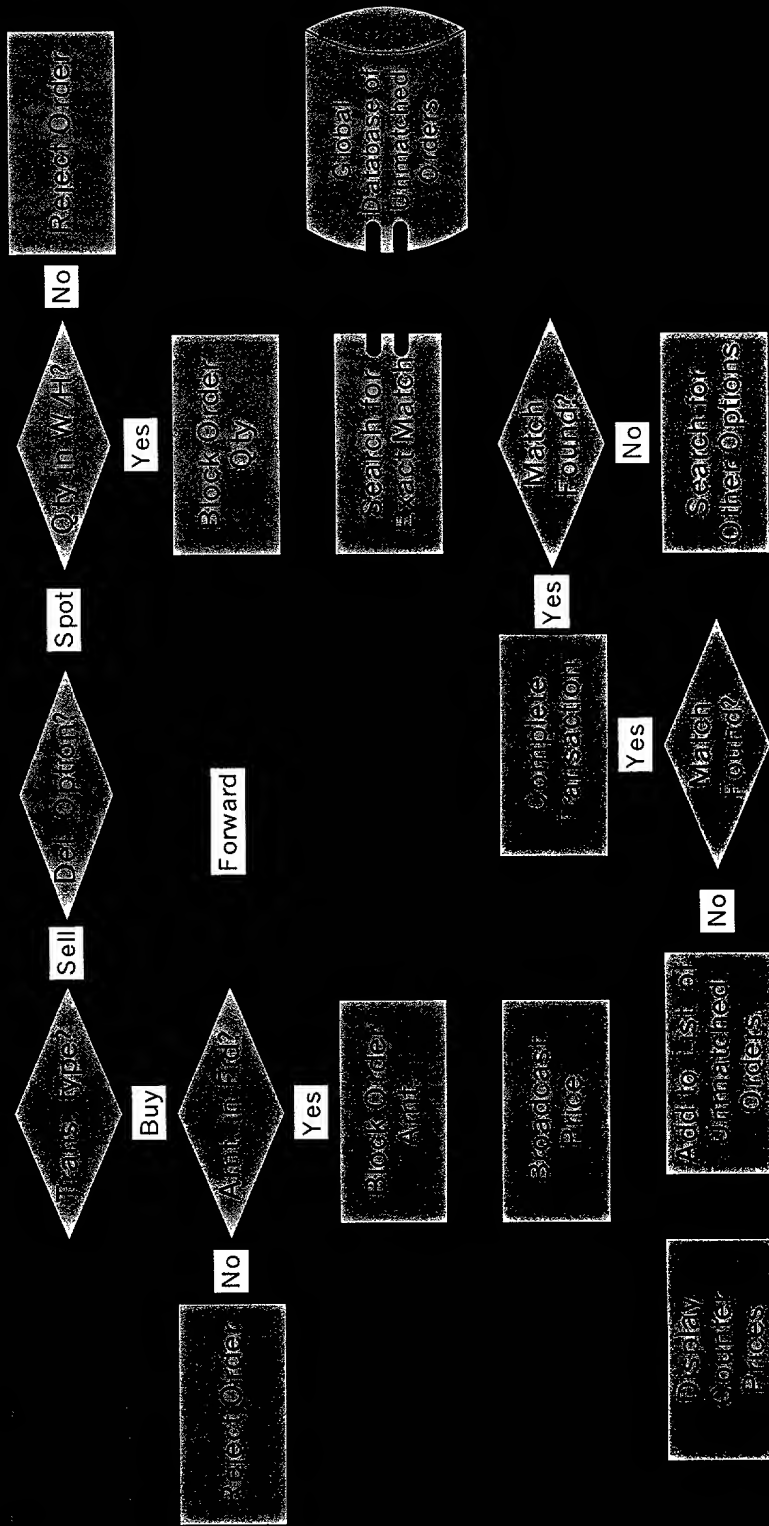 Trans. Type?
Sell
Del. Option?
Spot
Qty in W/H?
No
Reject Order
Buy
Yes
Reject Order
No
Amt. in Fid?
Forward
Block Order
Qty
Yes
Block Order
Amt.
Search for
Exact Match
Global
Database of
Unmatched
Orders
Broadcast
Price
Complete
Transaction
Yes
Match
Found?
Yes
No
Display
Counter
Prices
Add to List of
Unmatched
Orders
No
Match
Found?
Search for
Other Options